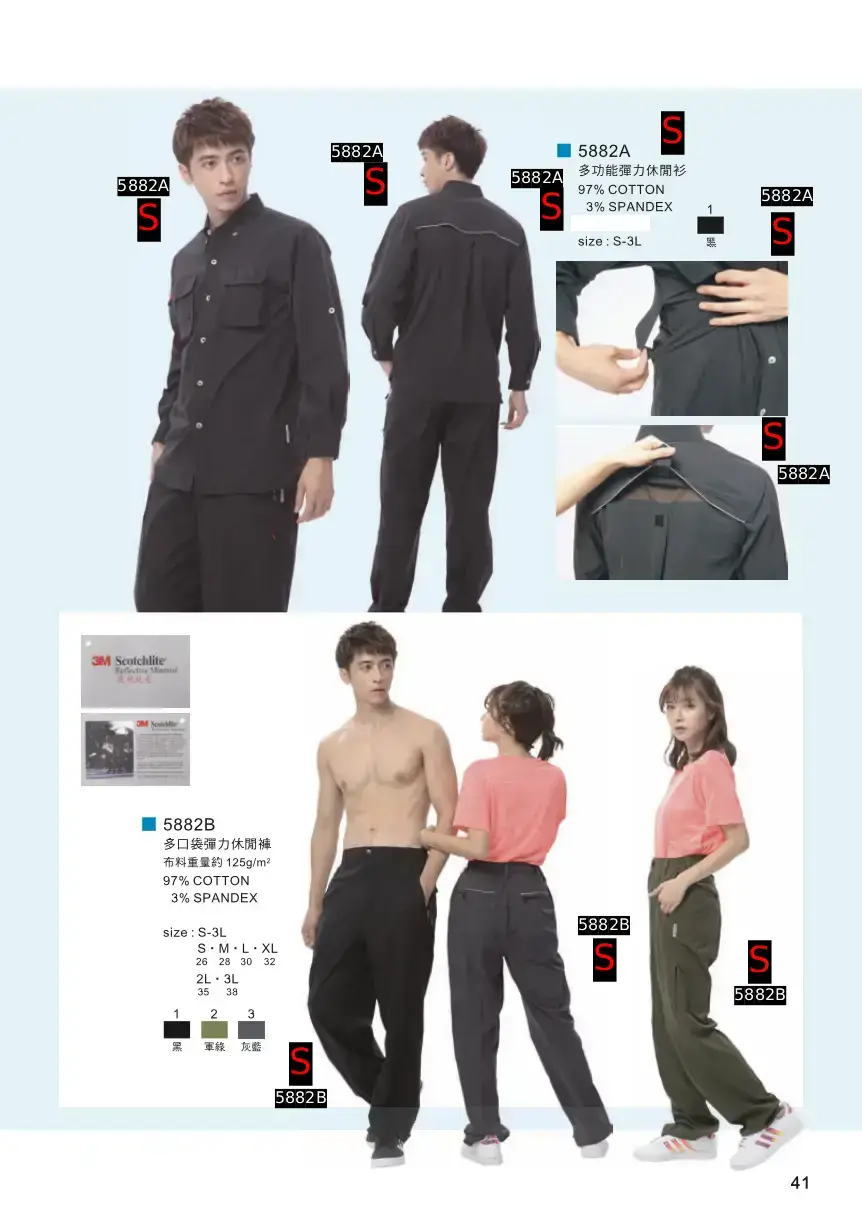 S
5882A
5882A
S
5882A
S
5882A
S
5882A
多功能彈力休閒衫
97% COTTON
3% SPANDEX
size : S-3L
1
黑
5882A
S
S
5882A
3M Scotchlite
Reflective Material
3M Scotchlite
5882B
多口袋彈力休閒褲
布料重量約 125g/m²
97% COTTON
3% SPANDEX
size : S-3L
S・M・L・XL
26 28 30 32
2L・3L
35 38
1 2 3
黑 軍綠 灰藍
S
5882B
5882B
S
S
5882B
41